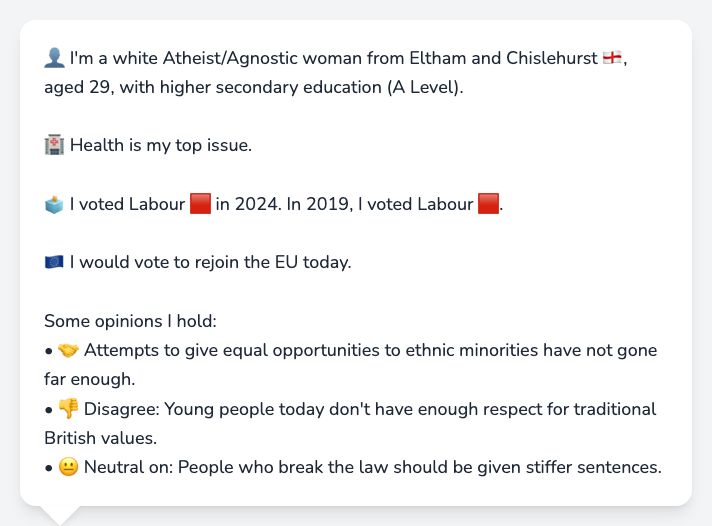 👤 I'm a white Atheist/Agnostic woman from Eltham and Chislehurst 🏴󠁧󠁢󠁥󠁮󠁧󠁿,
aged 29, with higher secondary education (A Level).
🏥 Health is my top issue.
🗳️ I voted Labour 🟥 in 2024. In 2019, I voted Labour 🟥.
🇪🇺 I would vote to rejoin the EU today.
Some opinions I hold:
• 🤝 Attempts to give equal opportunities to ethnic minorities have not gone
far enough.
• 👎 Disagree: Young people today don't have enough respect for traditional
British values.
• 😐 Neutral on: People who break the law should be given stiffer sentences.